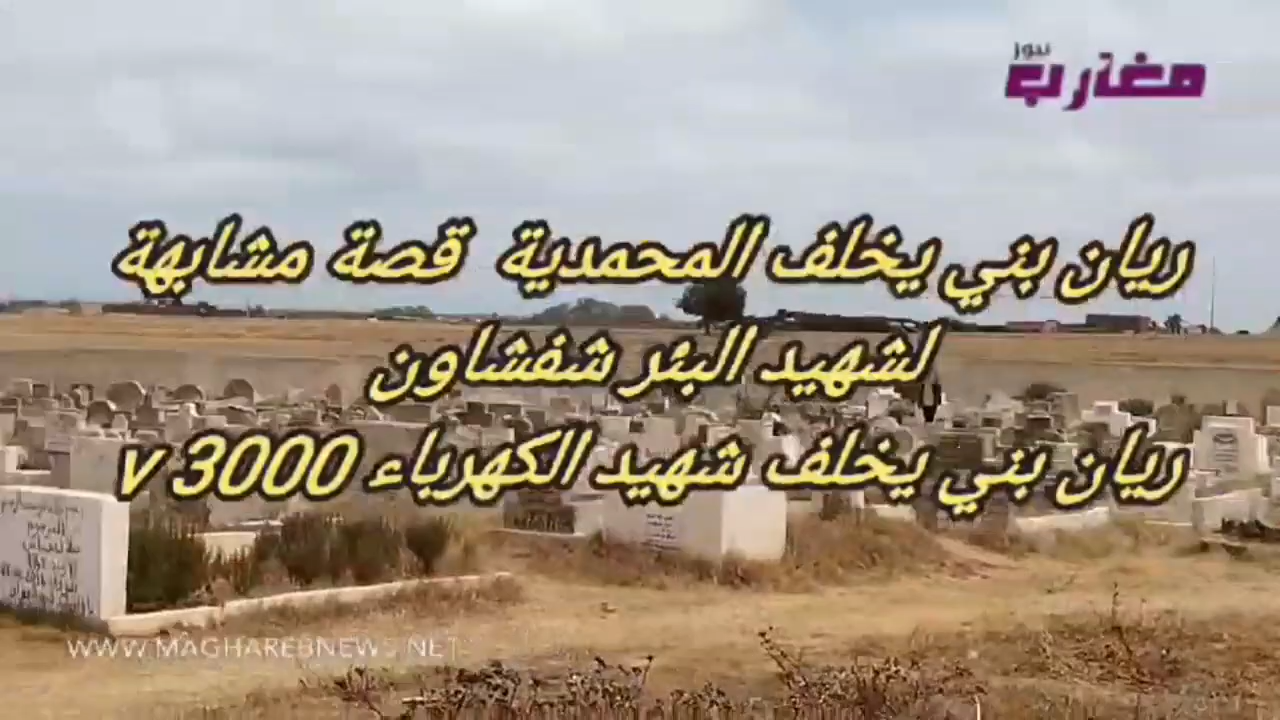 نيوز
مغارب
ريان بني يخلف المحمدية قصة مشابهة
لشهيد البئر شفشاون
ريان بني يخلف شهيد الكهرباء 3000 v
المرحوم
WWW.MAGHAREBNEWS.NET